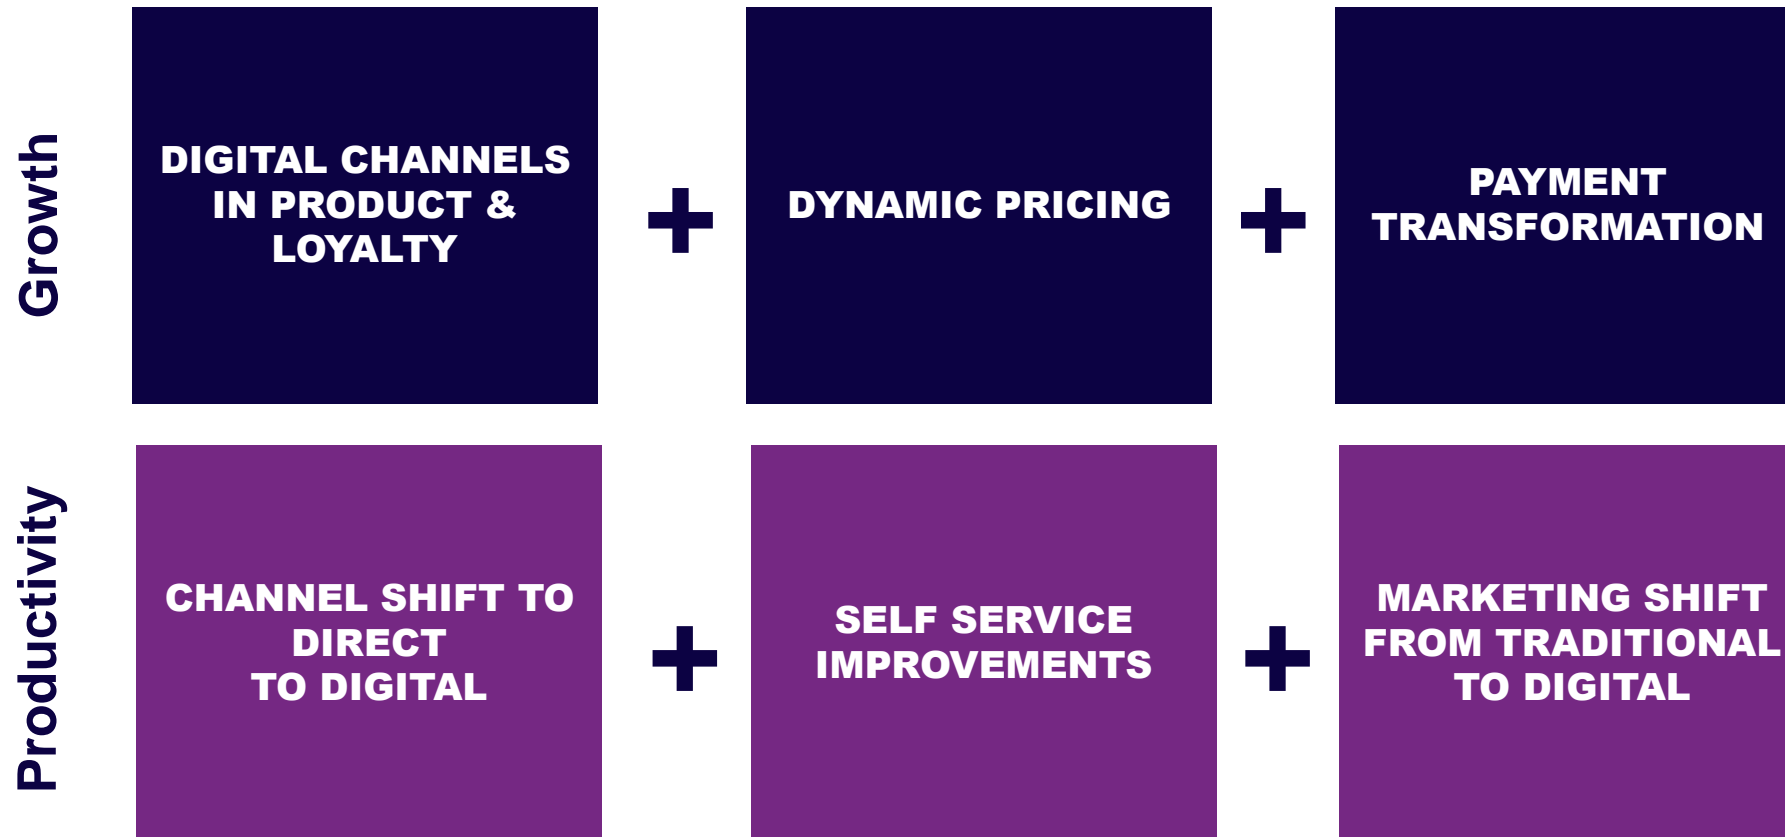 Growth
DIGITAL CHANNELS
IN PRODUCT &
LOYALTY
+
DYNAMIC PRICING
+
PAYMENT
TRANSFORMATION
Productivity
CHANNEL SHIFT TO
DIRECT
TO DIGITAL
+
SELF SERVICE
IMPROVEMENTS
+
MARKETING SHIFT
FROM TRADITIONAL
TO DIGITAL